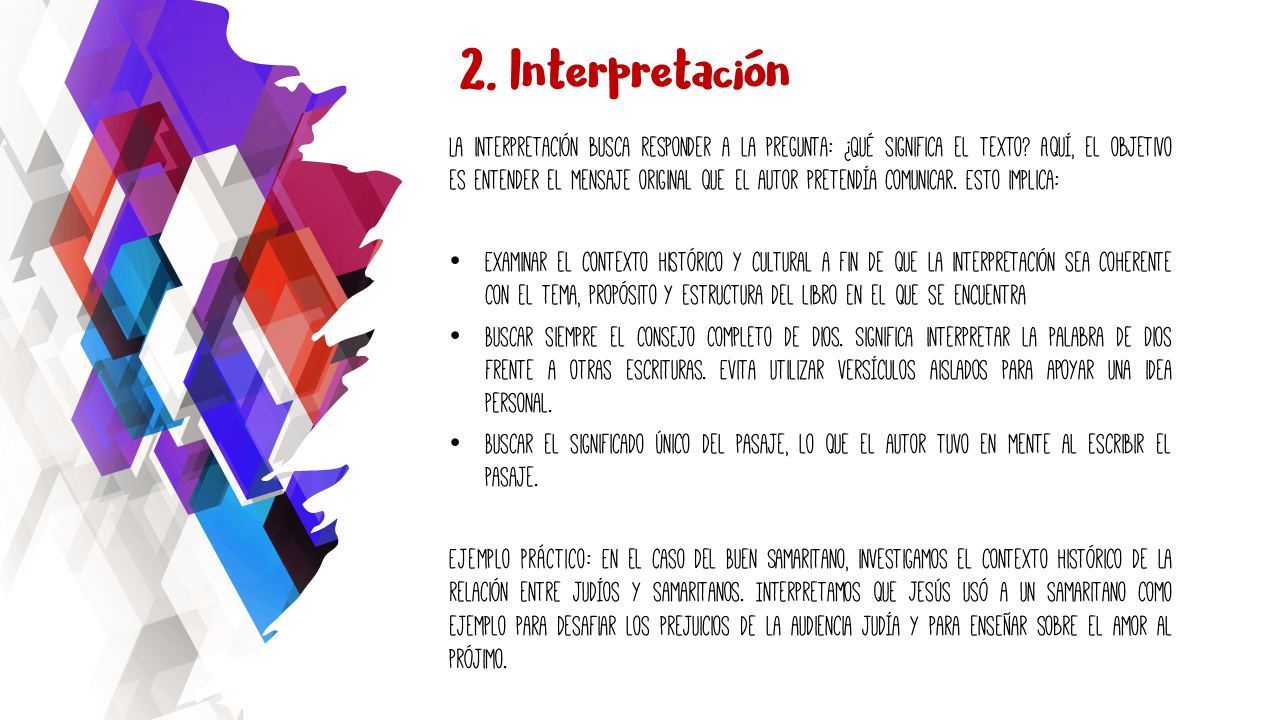 2. Interpretación
LA INTERPRETACIÓN BUSCA RESPONDER A LA PREGUNTA: ¿QUÉ SIGNIFICA EL TEXTO? AQUÍ, EL OBJETIVO
ES ENTENDER EL MENSAJE ORIGINAL QUE EL AUTOR PRETENDÍA COMUNICAR. ESTO IMPLICA:
• EXAMINAR EL CONTEXTO HISTÓRICO Y CULTURAL A FIN DE QUE LA INTERPRETACIÓN SEA COHERENTE
CON EL TEMA, PROPÓSITO Y ESTRUCTURA DEL LIBRO EN EL QUE SE ENCUENTRA
• BUSCAR SIEMPRE EL CONSEJO COMPLETO DE DIOS. SIGNIFICA INTERPRETAR LA PALABRA DE DIOS
FRENTE A OTRAS ESCRITURAS. EVITA UTILIZAR VERSÍCULOS AISLADOS PARA APOYAR UNA IDEA
PERSONAL.
• BUSCAR EL SIGNIFICADO ÚNICO DEL PASAJE, LO QUE EL AUTOR TUVO EN MENTE AL ESCRIBIR EL
PASAJE.
EJEMPLO PRÁCTICO: EN EL CASO DEL BUEN SAMARITANO, INVESTIGAMOS EL CONTEXTO HISTÓRICO DE LA
RELACIÓN ENTRE JUDÍOS Y SAMARITANOS. INTERPRETAMOS QUE JESÚS USÓ A UN SAMARITANO COMO
EJEMPLO PARA DESAFIAR LOS PREJUICIOS DE LA AUDIENCIA JUDÍA Y PARA ENSEÑAR SOBRE EL AMOR AL
PRÓJIMO.